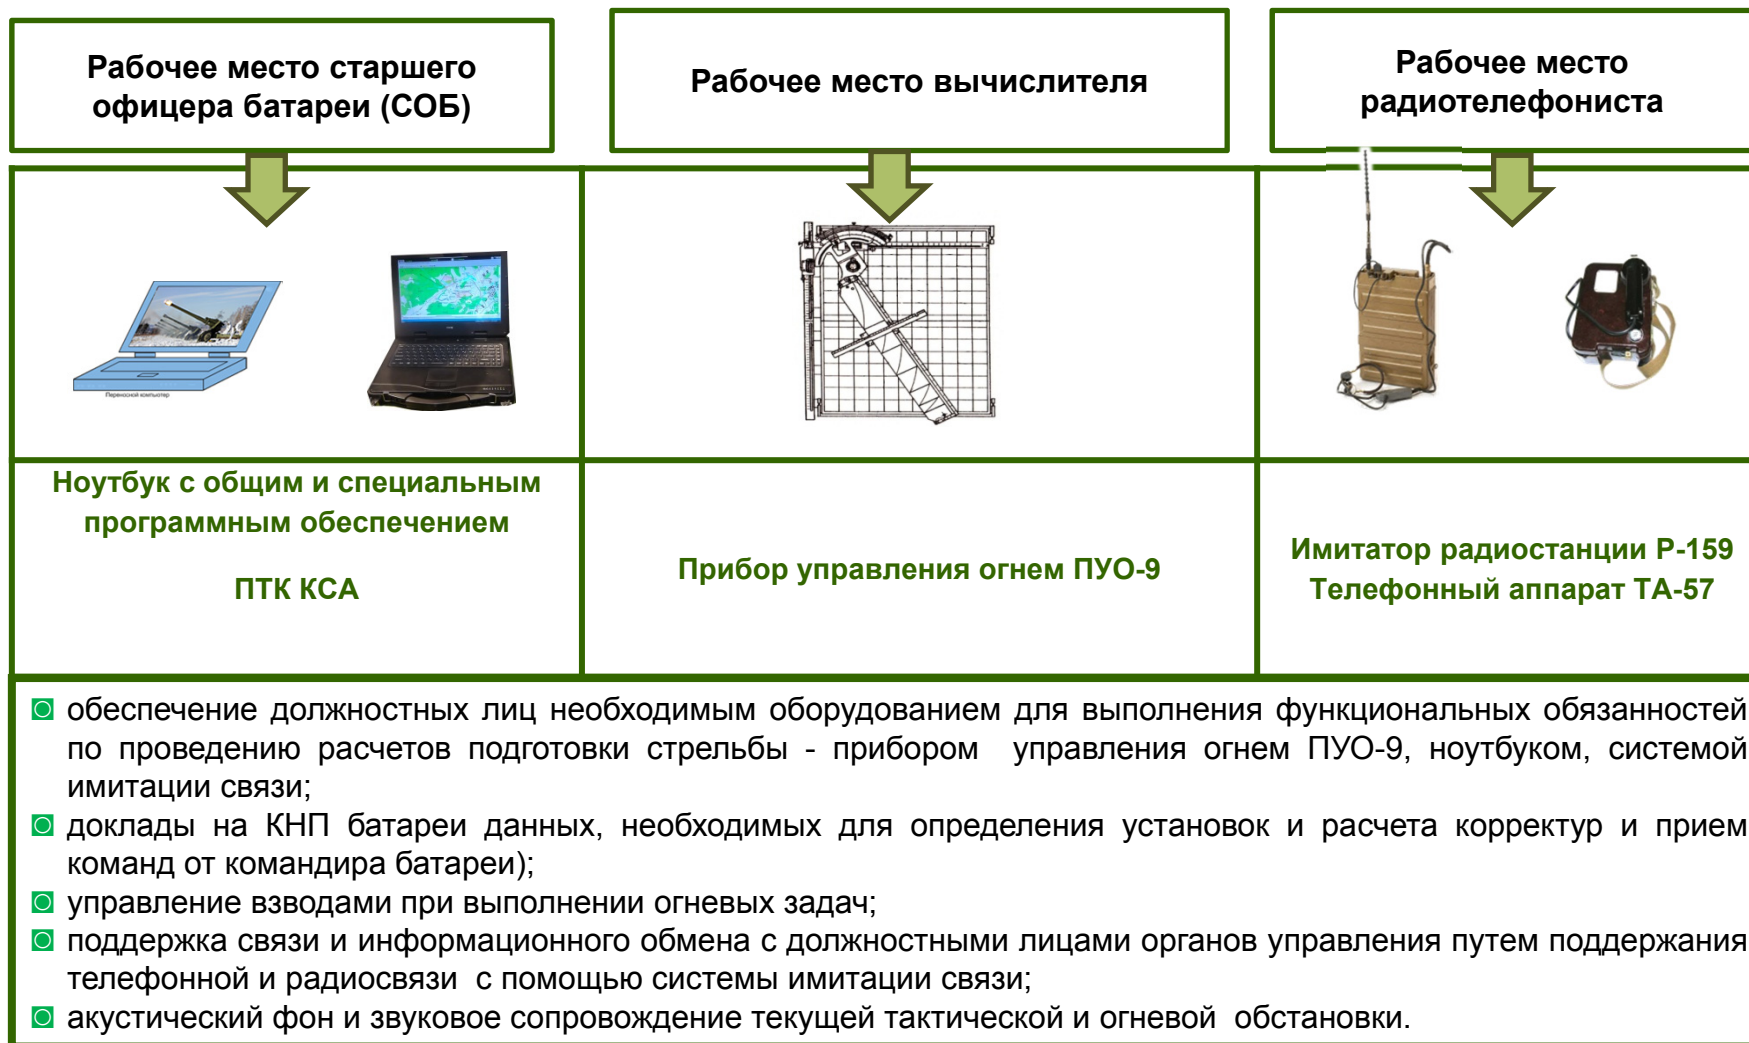 Рабочее место старшего
офицера батареи (СОБ)
Рабочее место вычислителя
Рабочее место
радиотелефониста
Переносной компьютер
Ноутбук с общим и специальным
программным обеспечением
ПТК КСА
Прибор управления огнем ПУО-9
Имитатор радиостанции Р-159
Телефонный аппарат ТА-57
обеспечение должностных лиц необходимым оборудованием для выполнения функциональных обязанностей
по проведению расчетов подготовки стрельбы - прибором управления огнем ПУО-9, ноутбуком, системой
имитации связи;
доклады на КНП батареи данных, необходимых для определения установок и расчета корректур и прием
команд от командира батареи);
управление взводами при выполнении огневых задач;
поддержка связи и информационного обмена с должностными лицами органов управления путем поддержания
телефонной и радиосвязи с помощью системы имитации связи;
акустический фон и звуковое сопровождение текущей тактической и огневой обстановки.